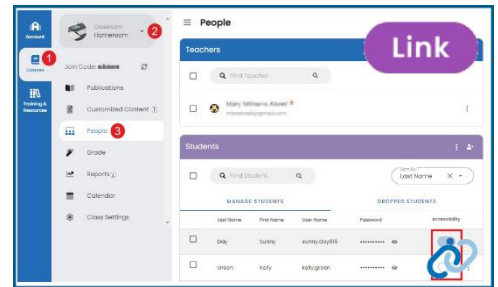 People
Link
Account
1
Classes
Training &
Resources
Classroom
Homeroom
2
Join Code:
Publications
Customized Content
People
3
Grade
Reports
Calendar
Class Settings
Teachers
Find Teacher
Students
Find Student
Sort By
Last Name
MANAGE STUDENTS
DROPPED STUDENTS
Last Name First Name User Name Password Accessibility
Day Sunny
Green Kelly kelly.green